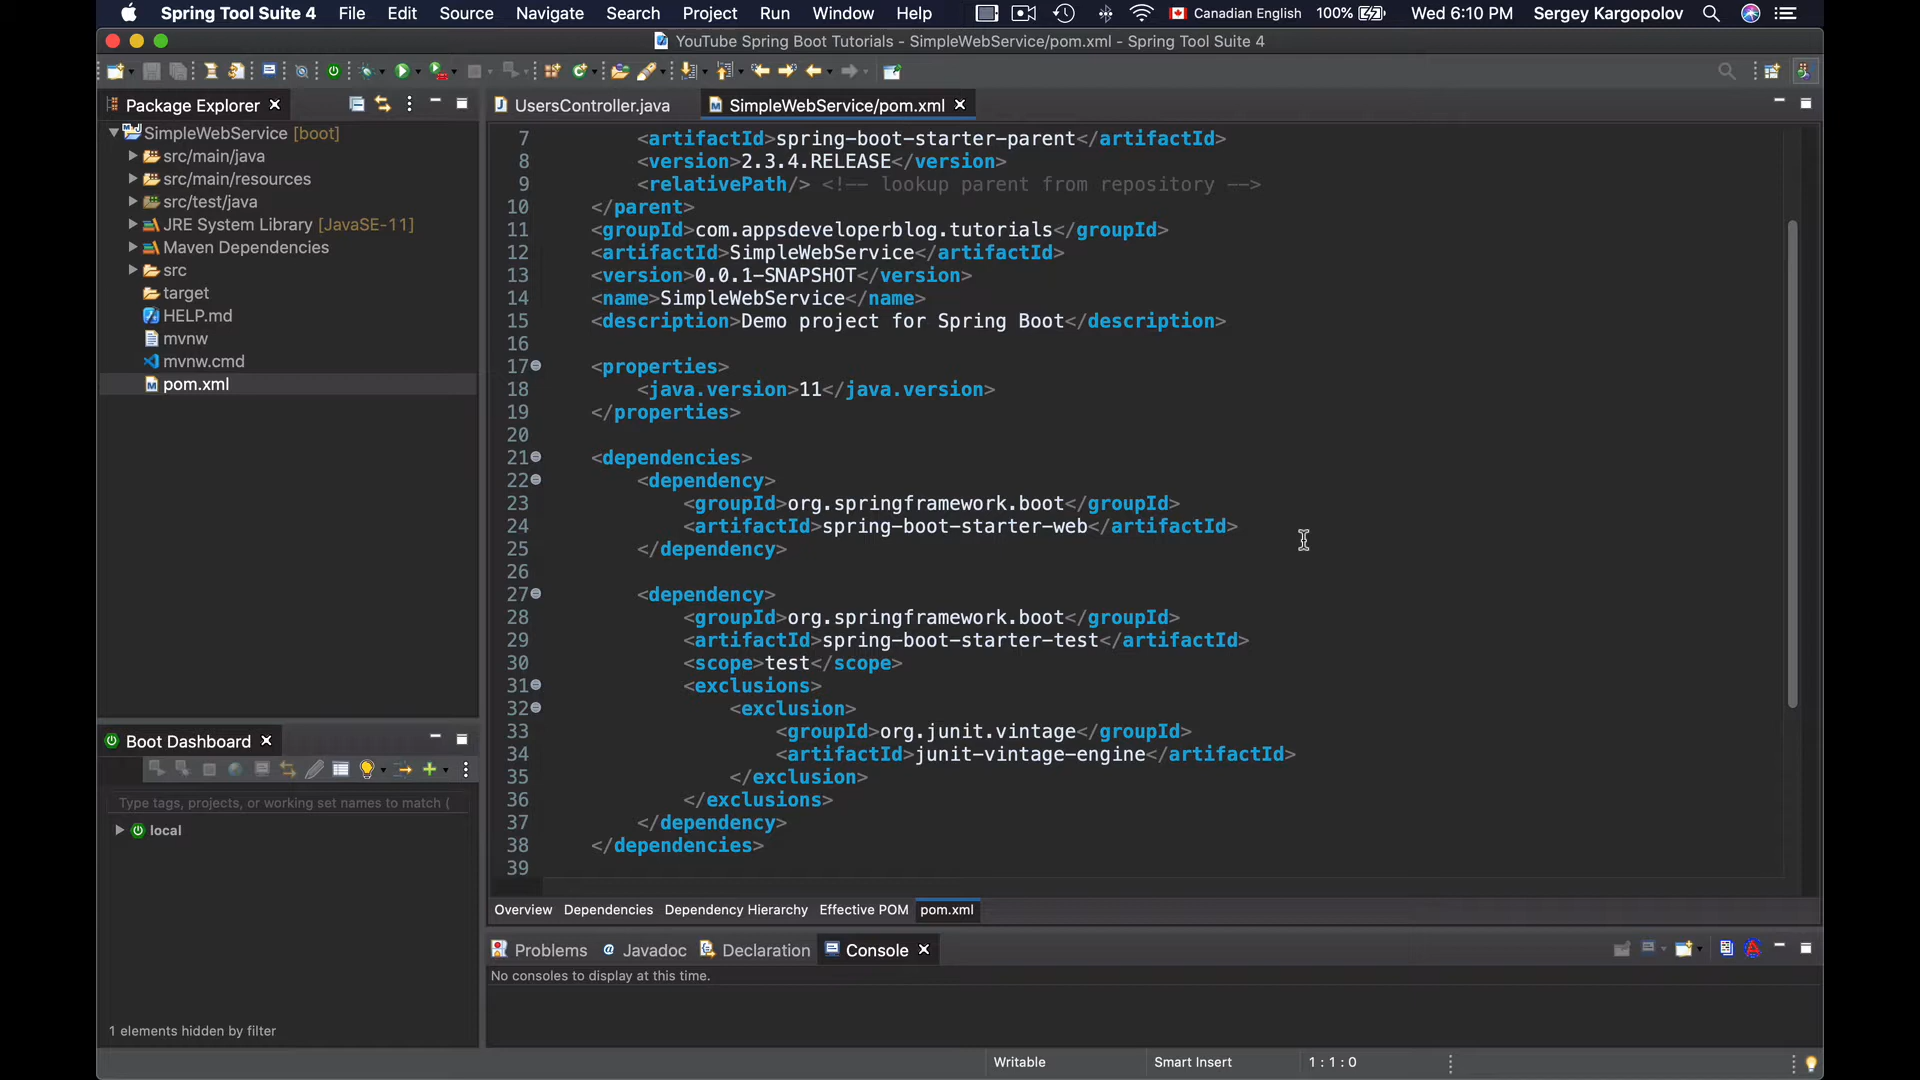 Spring Tool Suite 4 File Edit Source Navigate Search Project Run Window Help Canadian English 100% Wed 6:10 PM Sergey Kargopolov
YouTube Spring Boot Tutorials - SimpleWebService/pom.xml - Spring Tool Suite 4
Package Explorer
SimpleWebService [boot]
src/main/java
src/main/resources
src/test/java
JRE System Library [JavaSE-11]
Maven Dependencies
src
target
HELP.md
mvnw
mvnw.cmd
pom.xml
Boot Dashboard
Type tags, projects, or working set names to match (
local
1 elements hidden by filter
UsersController.java SimpleWebService/pom.xml
7 <artifactId>spring-boot-starter-parent</artifactId>
8 <version>2.3.4.RELEASE</version>
9 <relativePath/> <!-- lookup parent from repository -->
10 </parent>
11 <groupId>com.appsdeveloperblog.tutorials</groupId>
12 <artifactId>SimpleWebService</artifactId>
13 <version>0.0.1-SNAPSHOT</version>
14 <name>SimpleWebService</name>
15 <description>Demo project for Spring Boot</description>
16
17 <properties>
18 <java.version>11</java.version>
19 </properties>
20
21 <dependencies>
22 <dependency>
23 <groupId>org.springframework.boot</groupId>
24 <artifactId>spring-boot-starter-web</artifactId>
25 </dependency>
26
27 <dependency>
28 <groupId>org.springframework.boot</groupId>
29 <artifactId>spring-boot-starter-test</artifactId>
30 <scope>test</scope>
31 <exclusions>
32 <exclusion>
33 <groupId>org.junit.vintage</groupId>
34 <artifactId>junit-vintage-engine</artifactId>
35 </exclusion>
36 </exclusions>
37 </dependency>
38 </dependencies>
39
Overview Dependencies Dependency Hierarchy Effective POM pom.xml
Problems Javadoc Declaration Console
No consoles to display at this time.
Writable Smart Insert 1 : 1 : 0